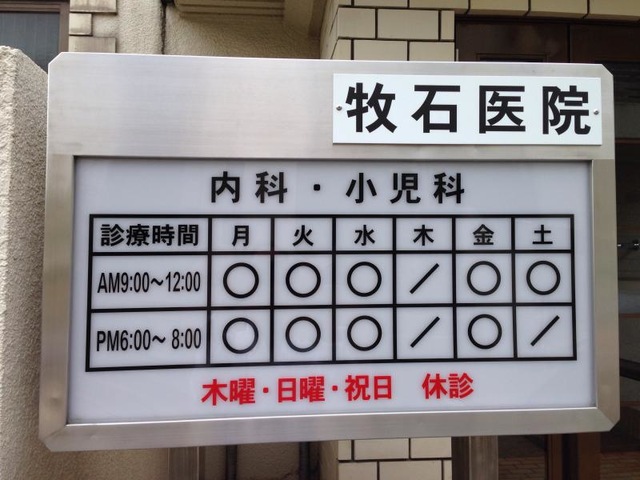 牧石医院
内科・小児科
診療時間 月 火 水 木 金 土
AM9:00〜12:00 ○ ○ ○ ／ ○ ○
PM6:00〜 8:00 ○ ○ ○ ／ ○ ／
木曜・日曜・祝日 休診